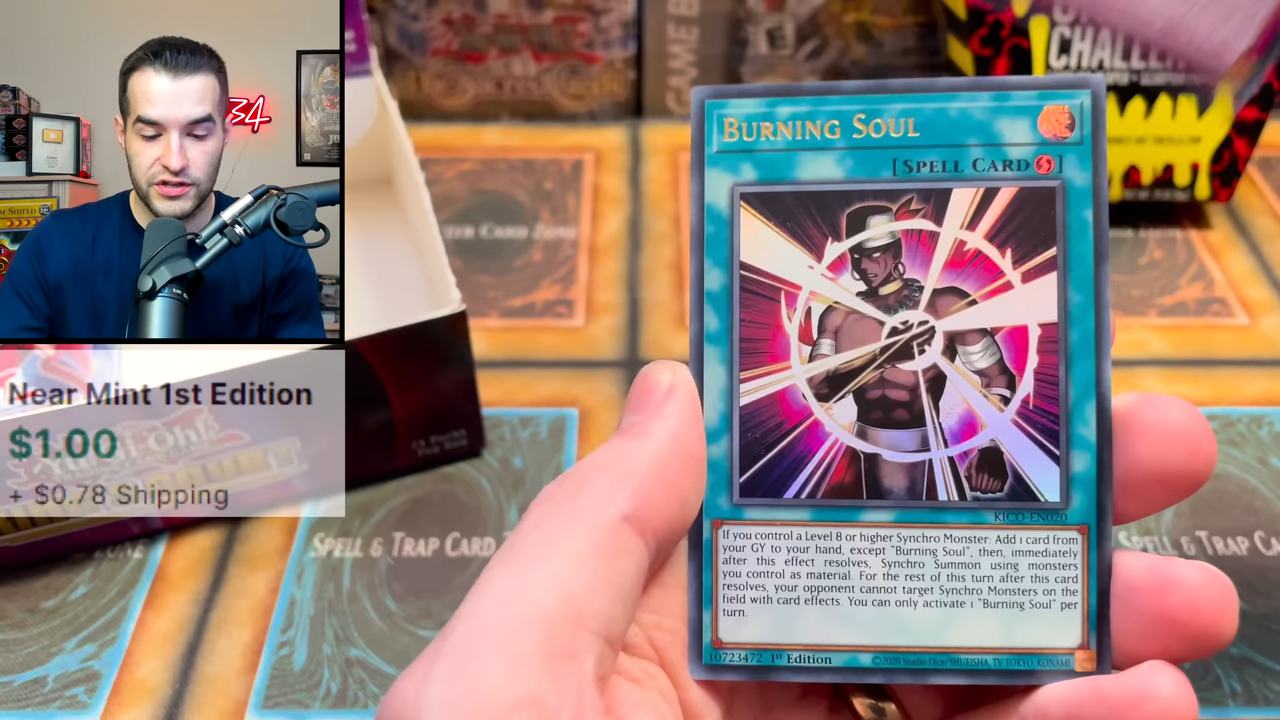 34
M SHIELD
GAME B
CHALLE
Near Mint 1st Edition
$1.00
+ $0.78 Shipping
SPELL & TRAP CARD
SPELL & TRAP CA
BURNING SOUL
[SPELL CARD]
KICO-EN020
If you control a Level 8 or higher Synchro Monster: Add 1 card from
your GY to your hand, except "Burning Soul", then, immediately
after this effect resolves, Synchro Summon using monsters
you control as material. For the rest of this turn after this card
resolves, your opponent cannot target Synchro Monsters on the
field with card effects. You can only activate 1 "Burning Soul" per
turn.
10723472 1st Edition
©2020 Studio Dice/SHUEISHA, TV TOKYO, KONAMI